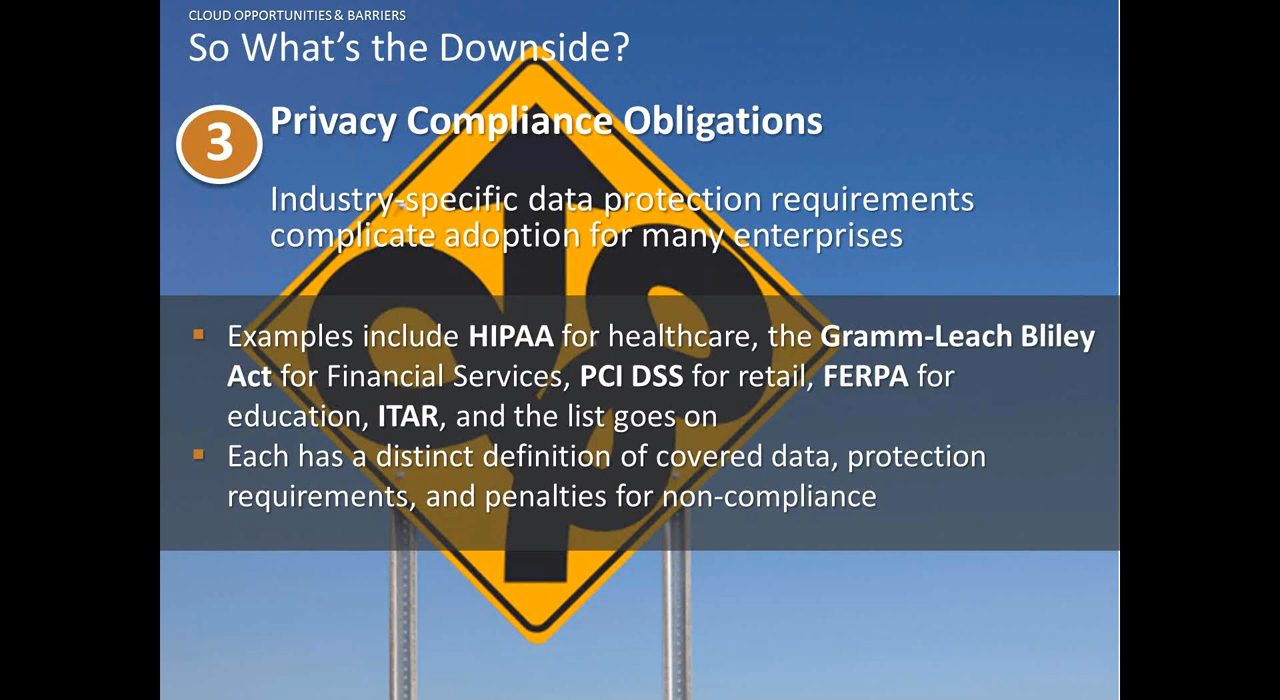 CLOUD OPPORTUNITIES & BARRIERS
So What's the Downside?
3
Privacy Compliance Obligations
Industry-specific data protection requirements
complicate adoption for many enterprises
▪ Examples include HIPAA for healthcare, the Gramm-Leach Bliley
Act for Financial Services, PCI DSS for retail, FERPA for
education, ITAR, and the list goes on
▪ Each has a distinct definition of covered data, protection
requirements, and penalties for non-compliance